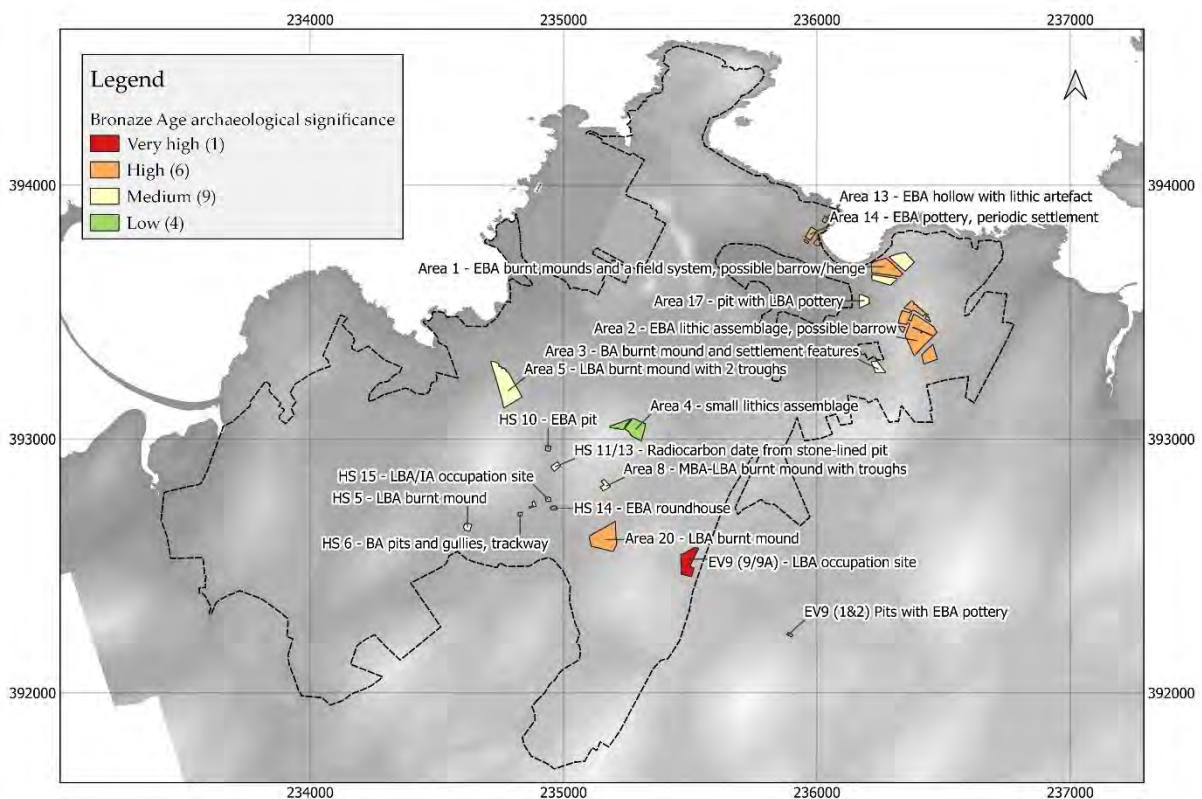 234000
235000
236000
237000
Legend
Bronaze Age archaeological significance
Very high (1)
High (6)
Medium (9)
Low (4)
394000
394000
Area 13 - EBA hollow with lithic artefact
Area 14 - EBA pottery, periodic settlement
Area 1 - EBA burnt mounds and a field system, possible barrow/henge
Area 17 - pit with LBA pottery
Area 2 - EBA lithic assemblage, possible barrow
Area 3 - BA burnt mound and settlement features
Area 5 - LBA burnt mound with 2 troughs
Area 4 - small lithics assemblage
HS 10 - EBA pit
393000
393000
HS 11/13 - Radiocarbon date from stone-lined pit
Area 8 - MBA-LBA burnt mound with troughs
HS 15 - LBA/IA occupation site
HS 5 - LBA burnt mound
HS 14 - EBA roundhouse
HS 6 - BA pits and gullies, trackway
Area 20 - LBA burnt mound
EV9 (9/9A) - LBA occupation site
EV9 (1&2) Pits with EBA pottery
392000
392000
234000
235000
236000
237000